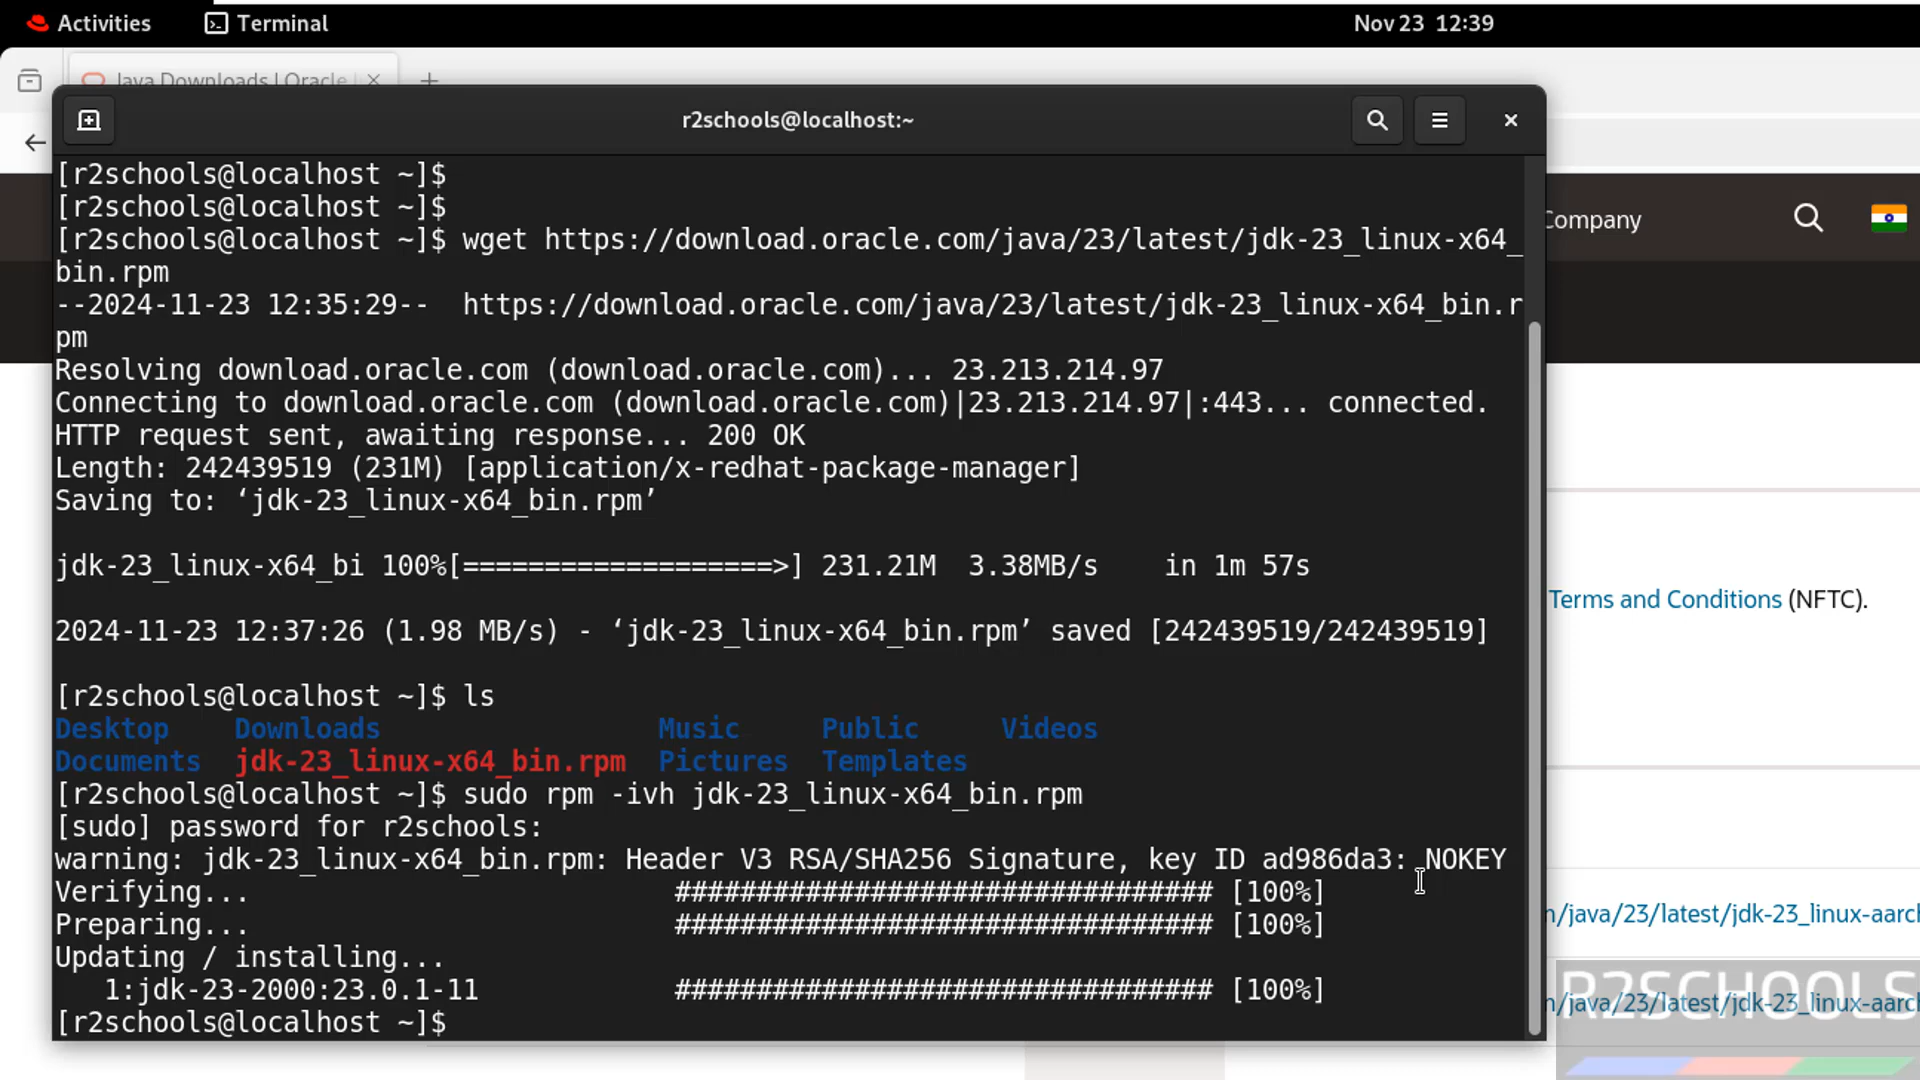 Activities
Terminal
Nov 23 12:39
Java Downloads | Oracle
r2schools@localhost:~
[r2schools@localhost ~]$
[r2schools@localhost ~]$
[r2schools@localhost ~]$ wget https://download.oracle.com/java/23/latest/jdk-23_linux-x64_
bin.rpm
--2024-11-23 12:35:29--  https://download.oracle.com/java/23/latest/jdk-23_linux-x64_bin.r
pm
Resolving download.oracle.com (download.oracle.com)... 23.213.214.97
Connecting to download.oracle.com (download.oracle.com)|23.213.214.97|:443... connected.
HTTP request sent, awaiting response... 200 OK
Length: 242439519 (231M) [application/x-redhat-package-manager]
Saving to: ‘jdk-23_linux-x64_bin.rpm’
jdk-23_linux-x64_bi 100%[===================>] 231.21M  3.38MB/s    in 1m 57s
2024-11-23 12:37:26 (1.98 MB/s) - ‘jdk-23_linux-x64_bin.rpm’ saved [242439519/242439519]
[r2schools@localhost ~]$ ls
Desktop    Downloads                 Music     Public     Videos
Documents  jdk-23_linux-x64_bin.rpm  Pictures  Templates
[r2schools@localhost ~]$ sudo rpm -ivh jdk-23_linux-x64_bin.rpm
[sudo] password for r2schools:
warning: jdk-23_linux-x64_bin.rpm: Header V3 RSA/SHA256 Signature, key ID ad986da3: NOKEY
Verifying...                          ################################# [100%]
Preparing...                          ################################# [100%]
Updating / installing...
   1:jdk-23-2000:23.0.1-11            ################################# [100%]
[r2schools@localhost ~]$
Company
Terms and Conditions (NFTC).
n/java/23/latest/jdk-23_linux-aarc
n/java/23/latest/jdk-23_linux-aarc
R2SCHOOLS